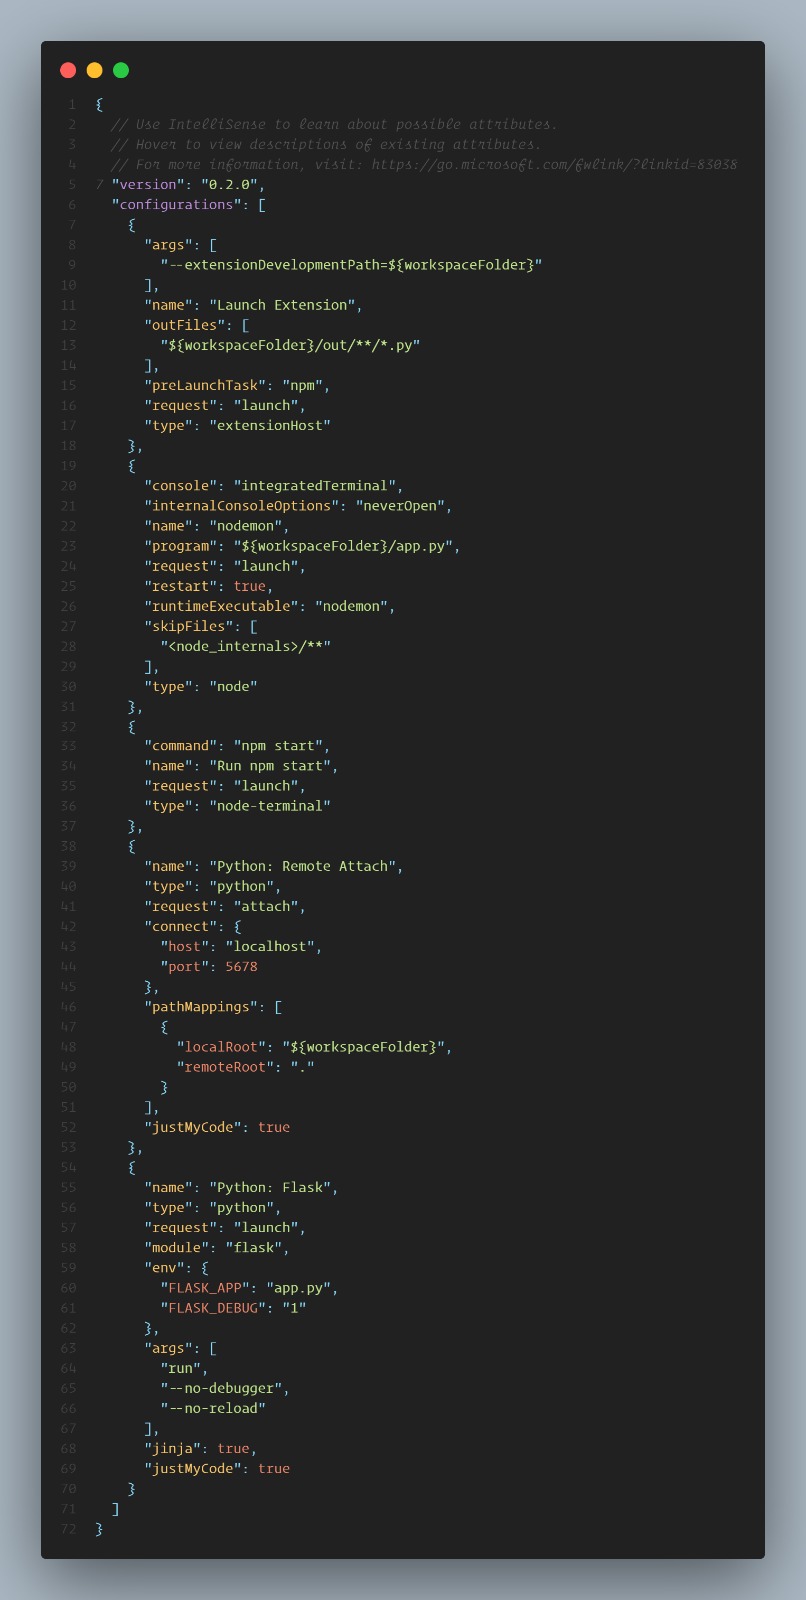 1 {
2   // Use IntelliSense to learn about possible attributes.
3   // Hover to view descriptions of existing attributes.
4   // For more information, visit: https://go.microsoft.com/fwlink/?linkid=83038
5 7 "version": "0.2.0",
6   "configurations": [
7     {
8       "args": [
9         "--extensionDevelopmentPath=${workspaceFolder}"
10       ],
11       "name": "Launch Extension",
12       "outFiles": [
13         "${workspaceFolder}/out/**/*.py"
14       ],
15       "preLaunchTask": "npm",
16       "request": "launch",
17       "type": "extensionHost"
18     },
19     {
20       "console": "integratedTerminal",
21       "internalConsoleOptions": "neverOpen",
22       "name": "nodemon",
23       "program": "${workspaceFolder}/app.py",
24       "request": "launch",
25       "restart": true,
26       "runtimeExecutable": "nodemon",
27       "skipFiles": [
28         "<node_internals>/**"
29       ],
30       "type": "node"
31     },
32     {
33       "command": "npm start",
34       "name": "Run npm start",
35       "request": "launch",
36       "type": "node-terminal"
37     },
38     {
39       "name": "Python: Remote Attach",
40       "type": "python",
41       "request": "attach",
42       "connect": {
43         "host": "localhost",
44         "port": 5678
45       },
46       "pathMappings": [
47         {
48           "localRoot": "${workspaceFolder}",
49           "remoteRoot": "."
50         }
51       ],
52       "justMyCode": true
53     },
54     {
55       "name": "Python: Flask",
56       "type": "python",
57       "request": "launch",
58       "module": "flask",
59       "env": {
60         "FLASK_APP": "app.py",
61         "FLASK_DEBUG": "1"
62       },
63       "args": [
64         "run",
65         "--no-debugger",
66         "--no-reload"
67       ],
68       "jinja": true,
69       "justMyCode": true
70     }
71   ]
72 }